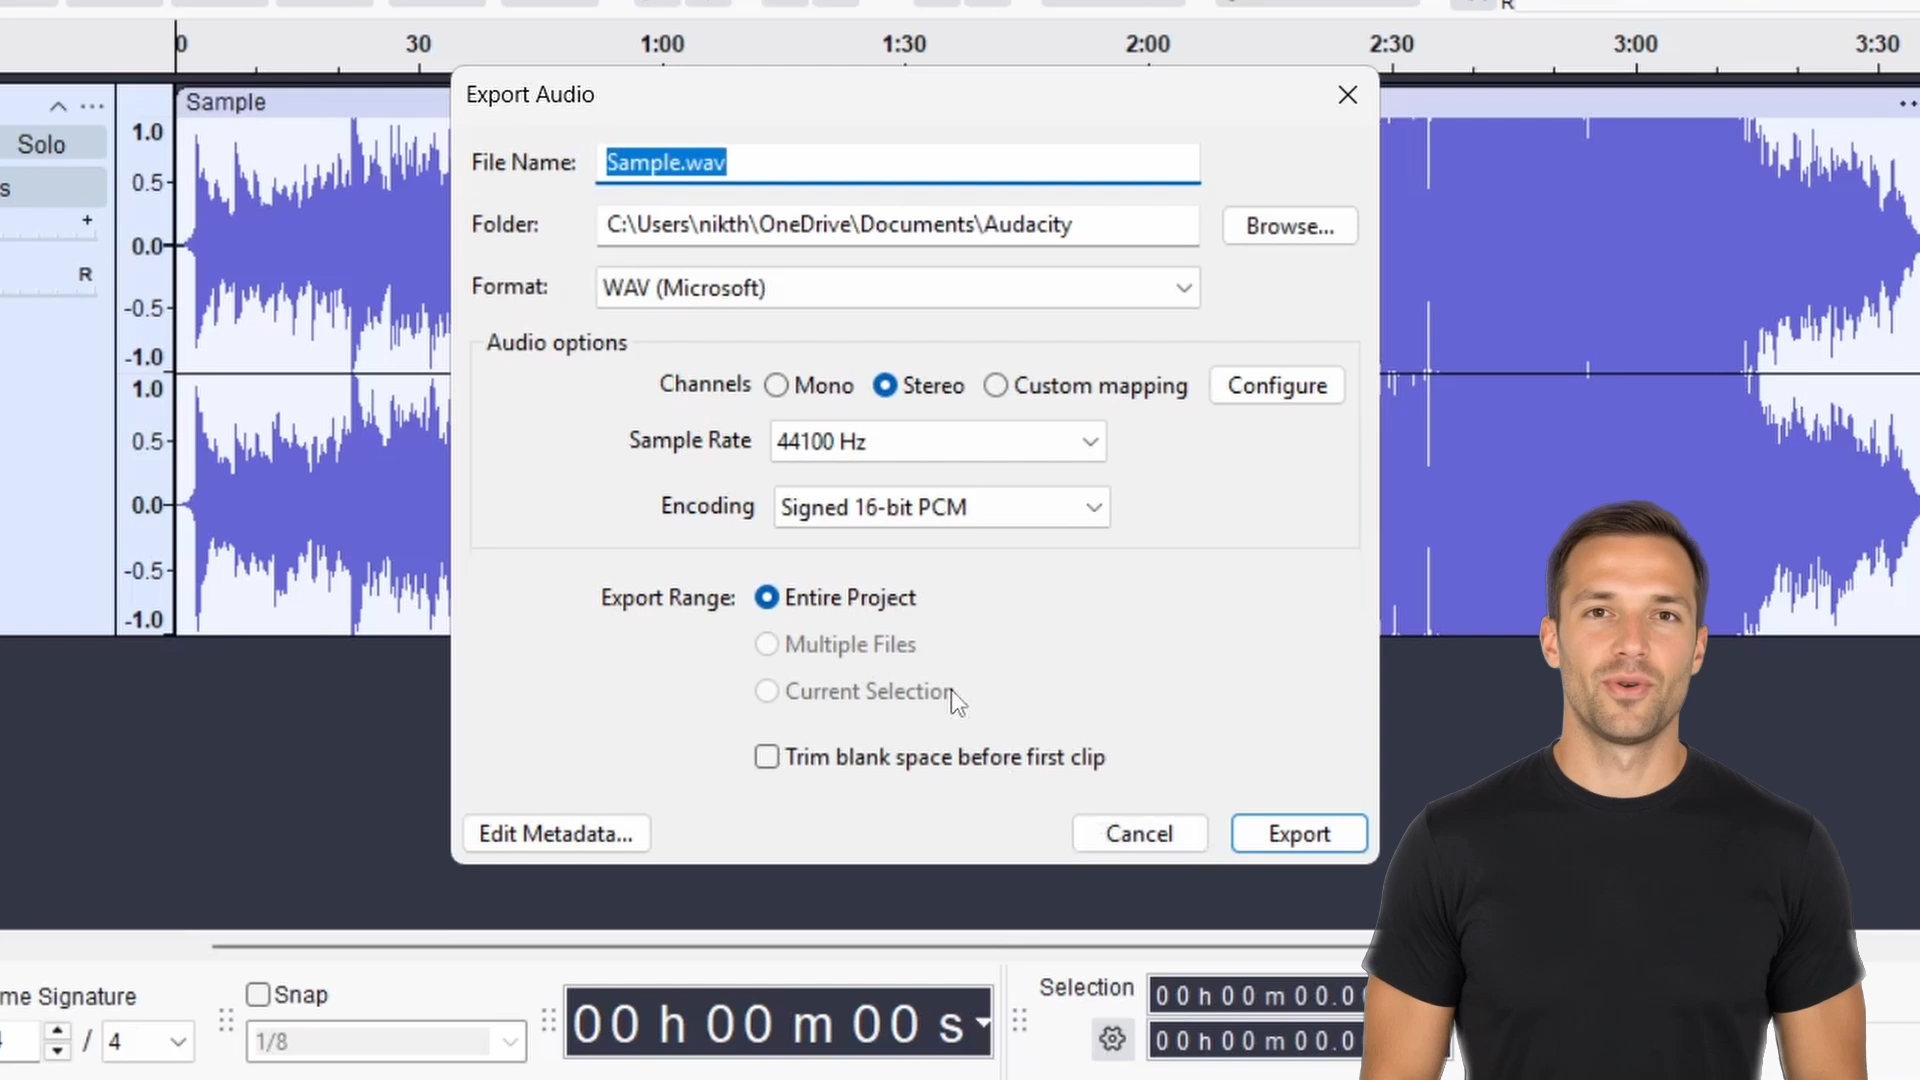 R
0 30 1:00 1:30 2:00 2:30 3:00 3:30
Sample
Export Audio
Solo
s
+
R
1.0
0.5
0.0
-0.5
-1.0
1.0
0.5
0.0
-0.5
-1.0
File Name: Sample.wav
Folder: C:\Users\nikth\OneDrive\Documents\Audacity Browse...
Format: WAV (Microsoft)
Audio options
Channels Mono Stereo Custom mapping Configure
Sample Rate 44100 Hz
Encoding Signed 16-bit PCM
Export Range: Entire Project
Multiple Files
Current Selection
Trim blank space before first clip
Edit Metadata... Cancel Export
me Signature Snap
/ 4 1/8
00 h 00 m 00 s
Selection 00h00m00.0
00h00m00.0